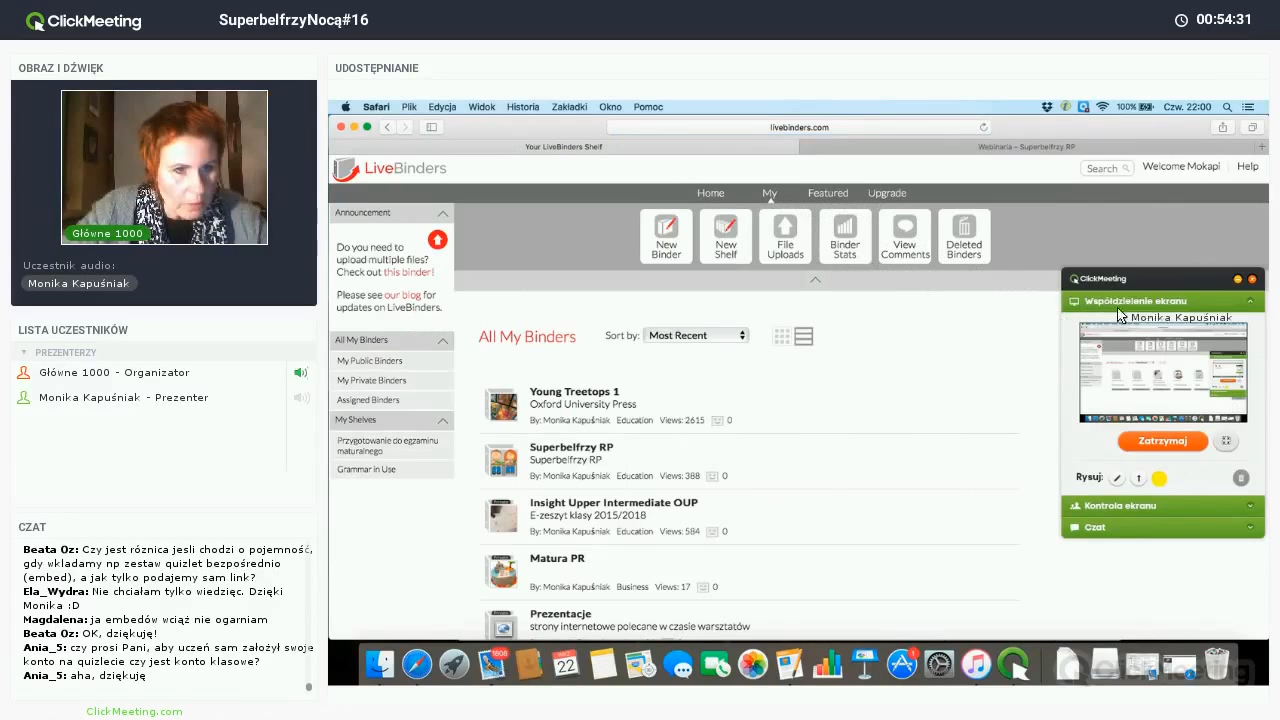 ClickMeeting
SuperbelfrzyNocą#16
00:54:31
OBRAZ I DŹWIĘK
Główne 1000
Uczestnik audio:
Monika Kapuśniak
LISTA UCZESTNIKÓW
PREZENTERZY
Główne 1000 - Organizator
Monika Kapuśniak - Prezenter
CZAT
Beata Oz: Czy jest róznica jesli chodzi o pojemność,
gdy wkladamy np zestaw quizlet bezpośrednio
(embed), a jak tylko podajemy sam link?
Ela_Wydra: Nie chciałam tylko wiedzięc. Dzięki
Monika :D
Magdalena: ja embedów wciąż nie ogarniam
Beata Oz: OK, dziękuję!
Ania_5: czy prosi Pani, aby uczeń sam założył swoje
konto na quizlecie czy jest konto klasowe?
Ania_5: aha, dziękuję
ClickMeeting.com
UDOSTĘPNIANIE
Safari Plik Edycja Widok Historia Zakładki Okno Pomoc
100% Czw. 22:00
livebinders.com
Your LiveBinders Shelf
Webinaria – Superbelfrzy RP
LiveBinders
Search
Welcome Mokapi
Help
Home My Featured Upgrade
New Binder
New Shelf
File Uploads
Binder Stats
View Comments
Deleted Binders
Announcement
Do you need to
upload multiple files?
Check out this binder!
Please see our blog for
updates on LiveBinders.
All My Binders
My Public Binders
My Private Binders
Assigned Binders
My Shelves
Przygotowanie do egzaminu
maturalnego
Grammar in Use
All My Binders
Sort by: Most Recent
Young Treetops 1
Oxford University Press
By: Monika Kapuśniak Education Views: 2615 0
Superbelfrzy RP
Superbelfrzy RP
By: Monika Kapuśniak Education Views: 388 0
Insight Upper Intermediate OUP
E-zeszyt klasy 2015/2018
By: Monika Kapuśniak Education Views: 584 0
Matura PR
By: Monika Kapuśniak Business Views: 17 0
Prezentacje
strony internetowe polecane w czasie warsztatów
ClickMeeting
Współdzielenie ekranu
Monika Kapuśniak
Zatrzymaj
Rysuj:
Kontrola ekranu
Czat
1808
22
1
ClickMeeting